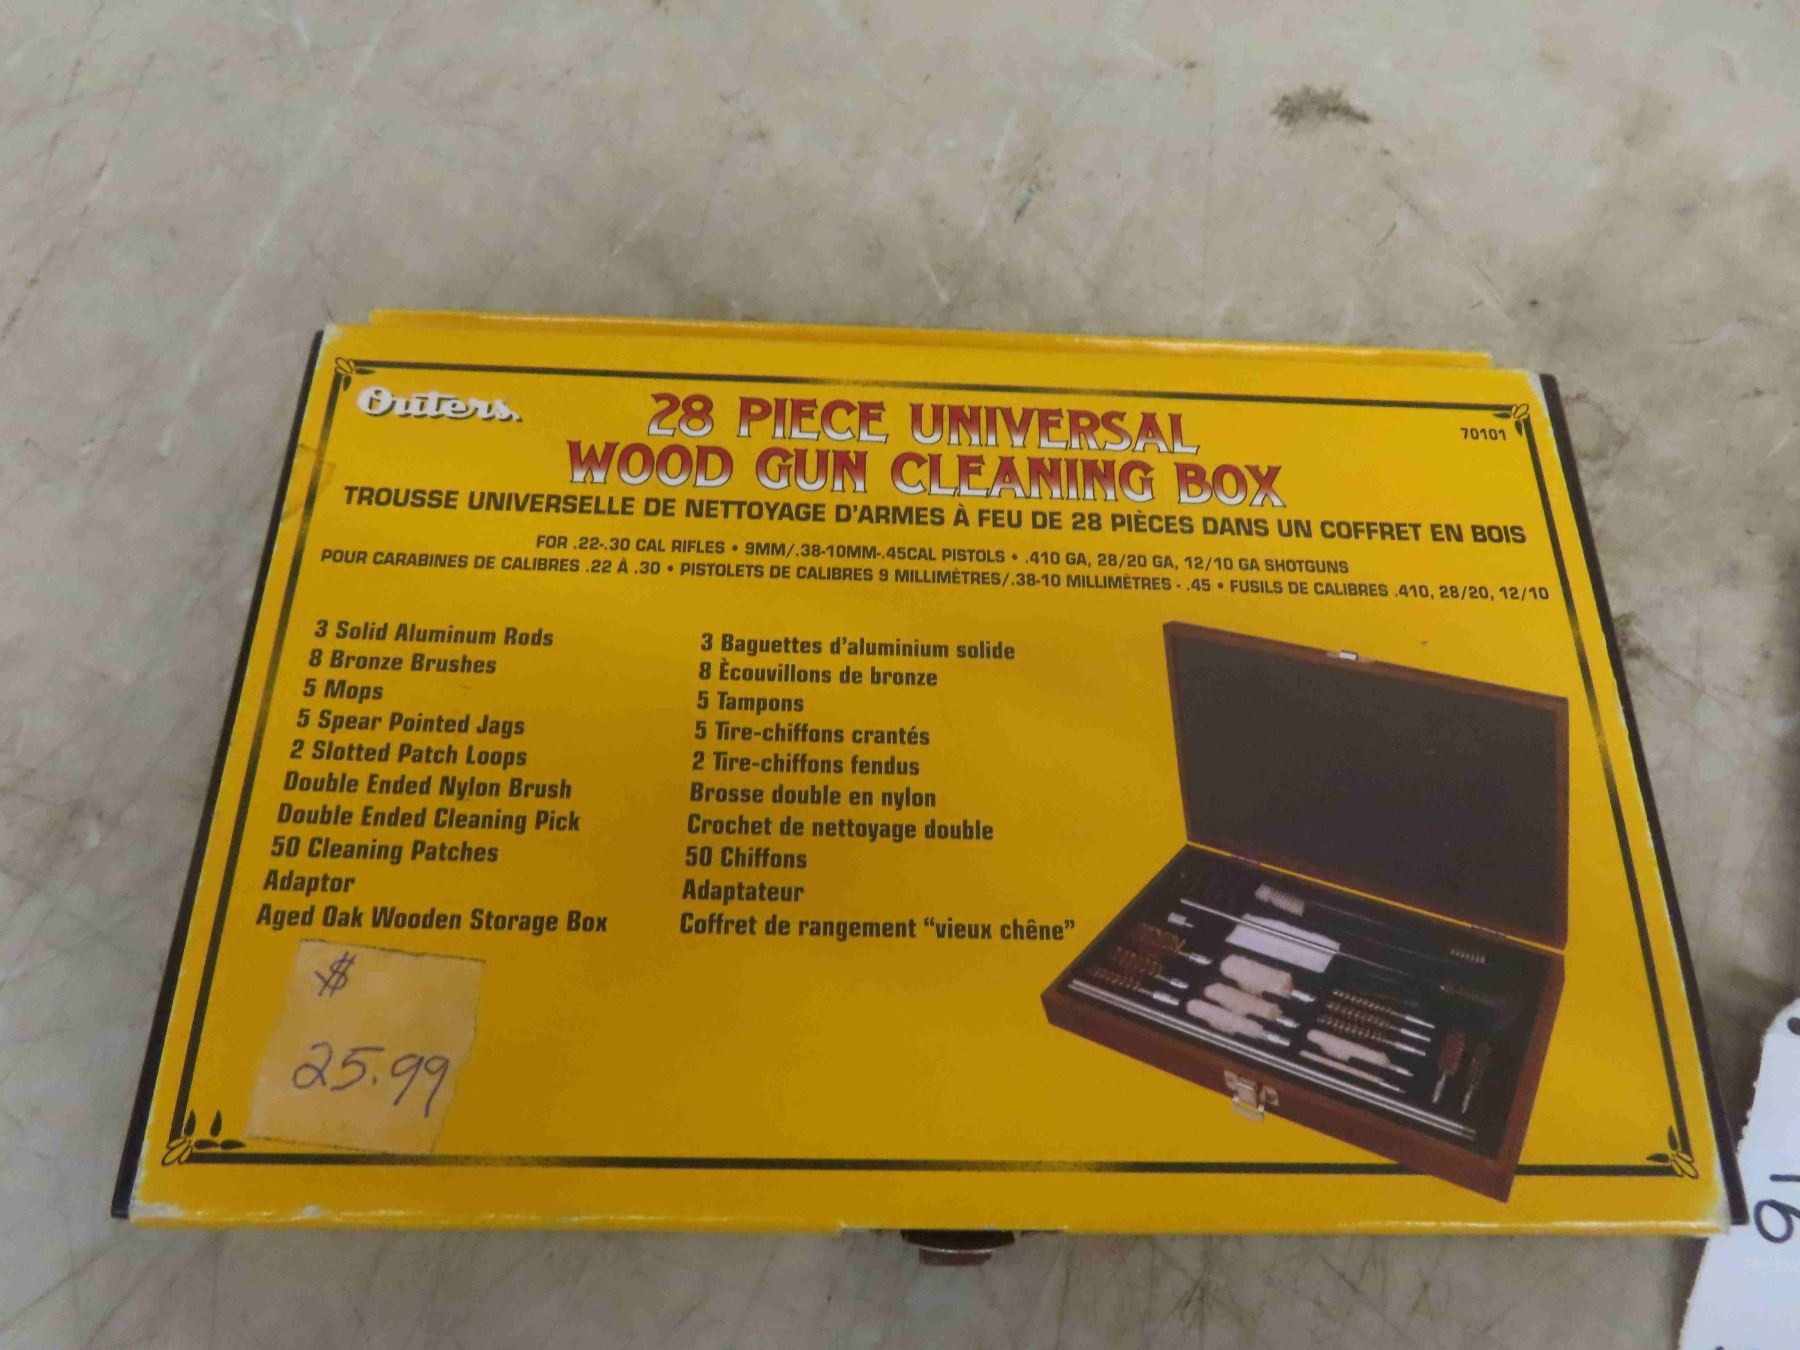 Outers.
28 PIECE UNIVERSAL
WOOD GUN CLEANING BOX
70101
TROUSSE UNIVERSELLE DE NETTOYAGE D'ARMES À FEU DE 28 PIÈCES DANS UN COFFRET EN BOIS
FOR .22-.30 CAL RIFLES • 9MM/.38-10MM-.45CAL PISTOLS • .410 GA, 28/20 GA, 12/10 GA SHOTGUNS
POUR CARABINES DE CALIBRES .22 À .30 • PISTOLETS DE CALIBRES 9 MILLIMÈTRES/.38-10 MILLIMÈTRES - .45 • FUSILS DE CALIBRES .410, 28/20, 12/10
3 Solid Aluminum Rods
8 Bronze Brushes
5 Mops
5 Spear Pointed Jags
2 Slotted Patch Loops
Double Ended Nylon Brush
Double Ended Cleaning Pick
50 Cleaning Patches
Adaptor
Aged Oak Wooden Storage Box
3 Baguettes d'aluminium solide
8 Ècouvillons de bronze
5 Tampons
5 Tire-chiffons crantés
2 Tire-chiffons fendus
Brosse double en nylon
Crochet de nettoyage double
50 Chiffons
Adaptateur
Coffret de rangement "vieux chêne"
$
25.99